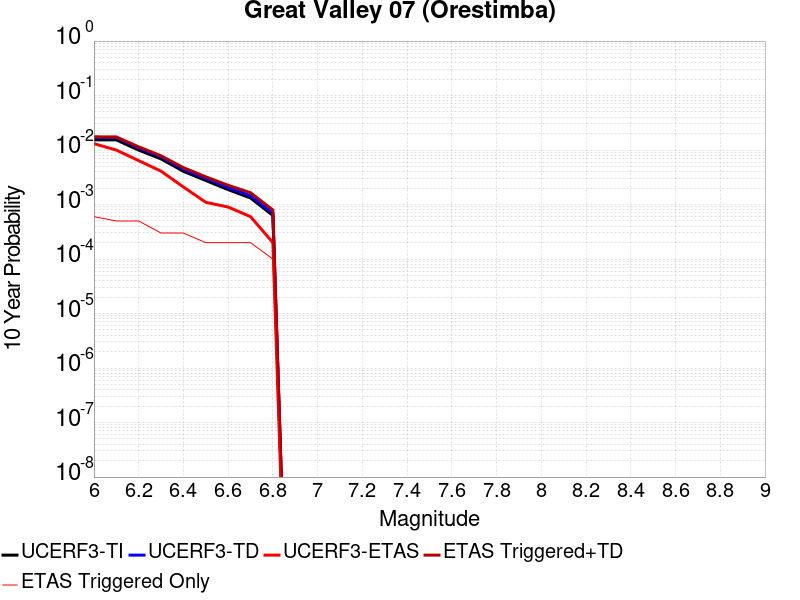 Great Valley 07 (Orestimba)
10 0
10 -1
10 -2
10 -3
10 -4
10 -5
10 -6
10 -7
10 -8
10 Year Probability
6 6.2 6.4 6.6 6.8 7 7.2 7.4 7.6 7.8 8 8.2 8.4 8.6 8.8 9
Magnitude
UCERF3-TI UCERF3-TD UCERF3-ETAS ETAS Triggered+TD
ETAS Triggered Only